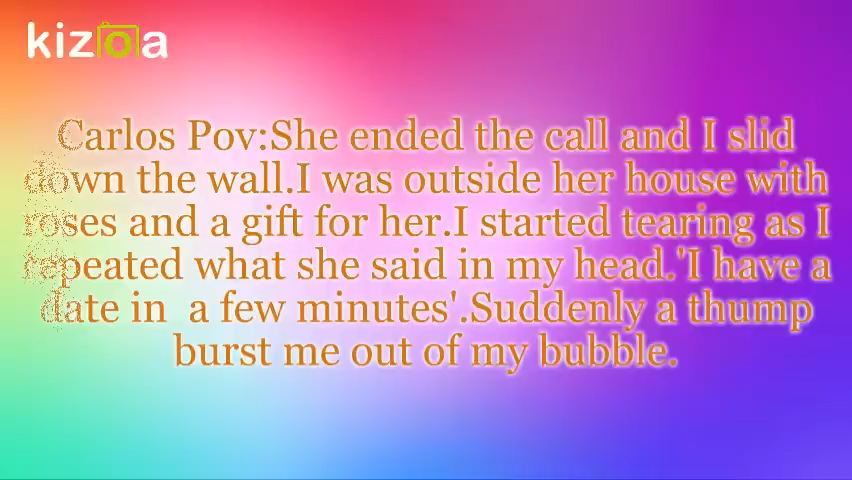 kizoa
Carlos Pov:She ended the call and I slid
down the wall.I was outside her house with
roses and a gift for her.I started tearing as I
repeated what she said in my head.'I have a
date in  a few minutes'.Suddenly a thump
burst me out of my bubble.